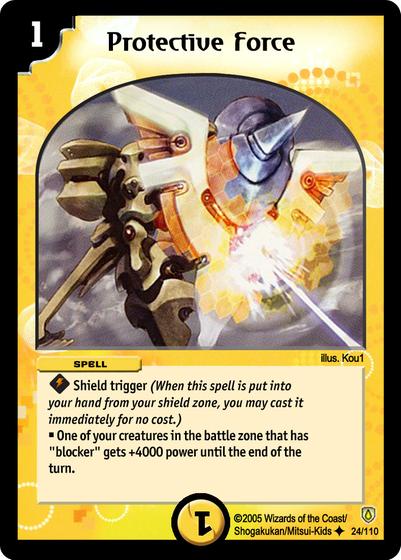 1
Protective Force
illus. Kou1
SPELL
Shield trigger (When this spell is put into
your hand from your shield zone, you may cast it
immediately for no cost.)
▪ One of your creatures in the battle zone that has
"blocker" gets +4000 power until the end of the
turn.
1
©2005 Wizards of the Coast/
Shogakukan/Mitsui-Kids ✦ 24/110